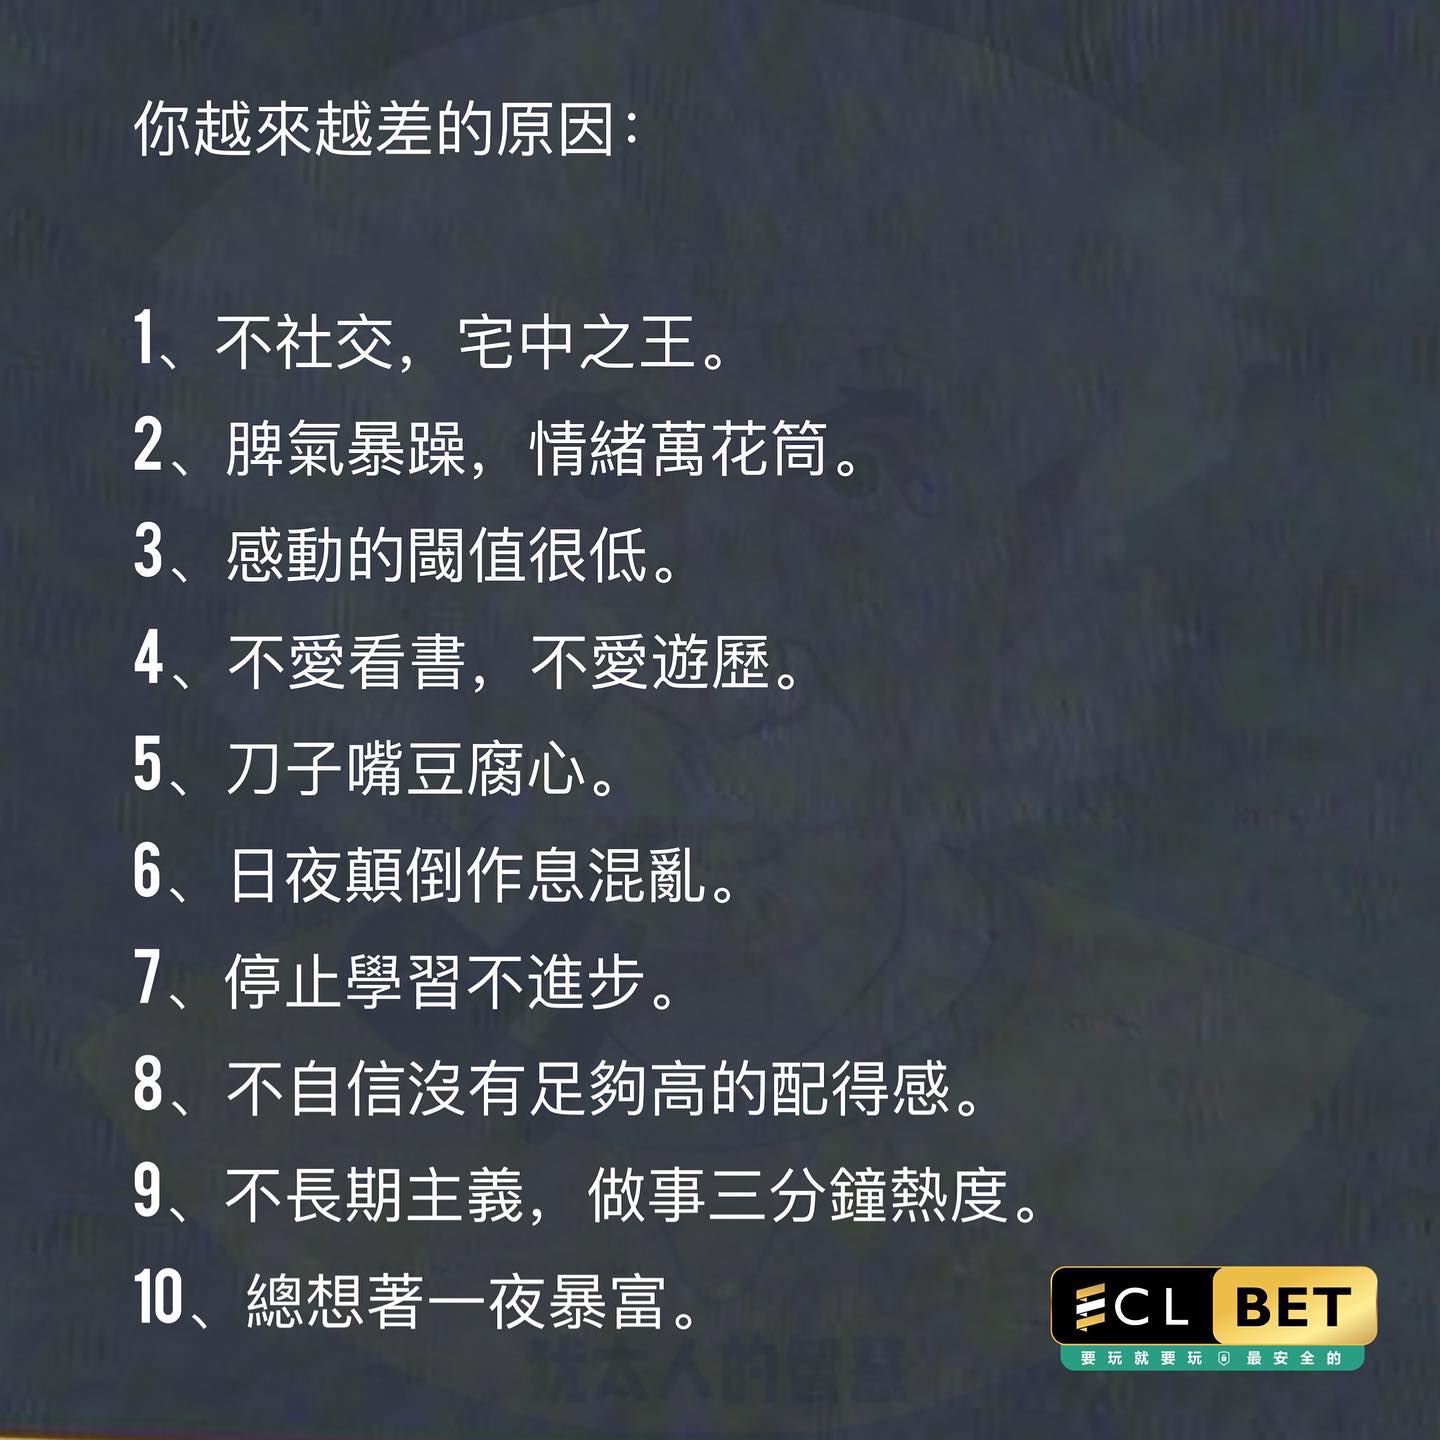 你越來越差的原因：
1、不社交，宅中之王。
2、脾氣暴躁，情緒萬花筒。
3、感動的閾值很低。
4、不愛看書，不愛遊歷。
5、刀子嘴豆腐心。
6、日夜顛倒作息混亂。
7、停止學習不進步。
8、不自信沒有足夠高的配得感。
9、不長期主義，做事三分鐘熱度。
10、總想著一夜暴富。
ECL BET
要玩就要玩 最安全的